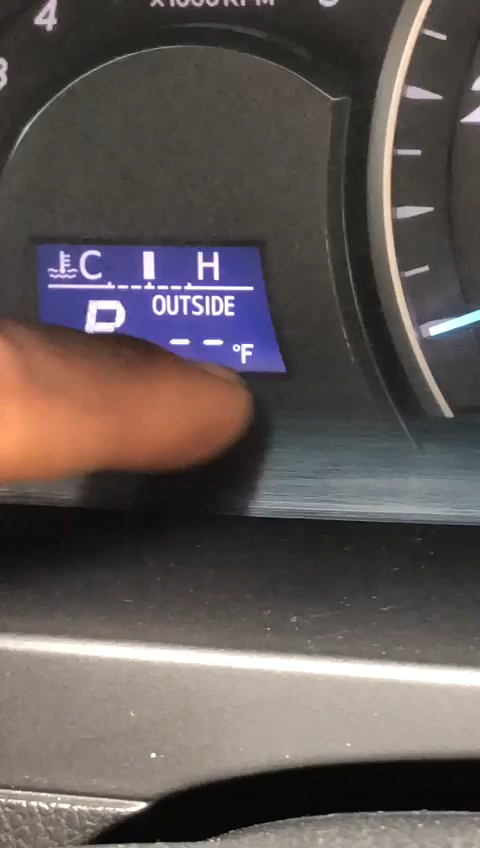 4
x1000RPM
C H
OUTSIDE
P
-- °F